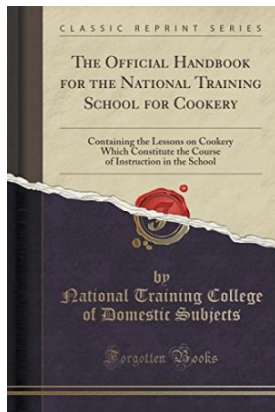 CLASSIC REPRINT SERIES
THE OFFICIAL HANDBOOK
FOR THE NATIONAL TRAINING
SCHOOL FOR COOKERY
Containing the Lessons on Cookery
Which Constitute the Course
of Instruction in the School
by
National Training College
of Domestic Subjects
Forgotten Books